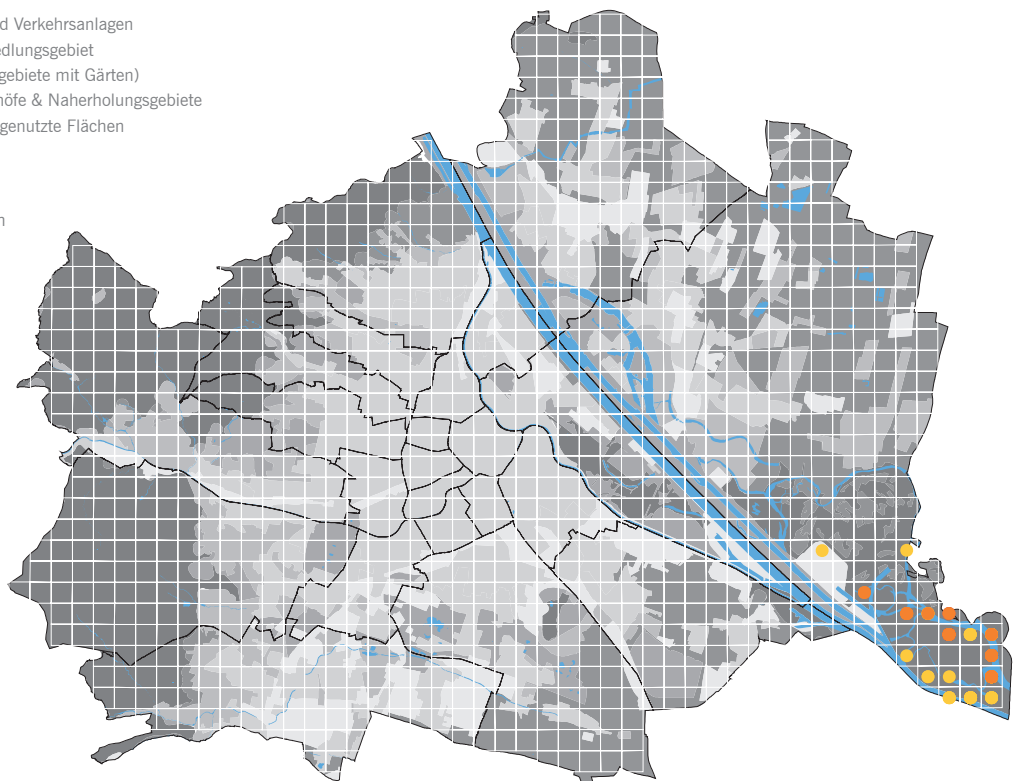 d Verkehrsanlagen
edlungsgebiet
gebiete mit Gärten)
höfe & Naherholungsgebiete
genutzte Flächen
n